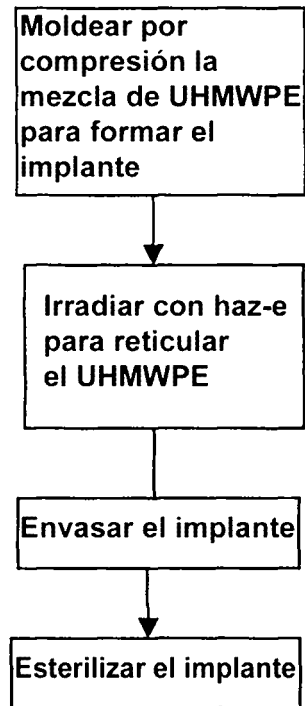 Moldear por
compresión la
mezcla de UHMWPE
para formar el
implante
Irradiar con haz-e
para reticular
el UHMWPE
Envasar el implante
Esterilizar el implante